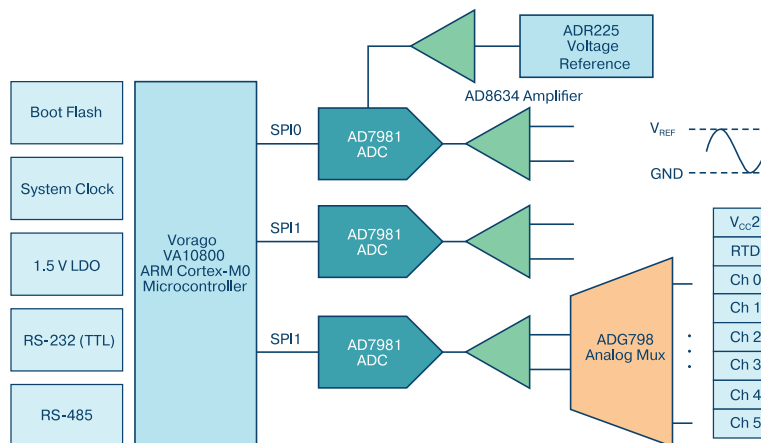 ADR225
Voltage
Reference
AD8634 Amplifier
Boot Flash
System Clock
1.5 V LDO
RS-232 (TTL)
RS-485
Vorago
VA10800
ARM Cortex-M0
Microcontroller
SPI0
AD7981
ADC
SPI1
AD7981
ADC
SPI1
AD7981
ADC
ADG798
Analog Mux
VREF
GND
VCC2
RTD
Ch 0
Ch 1
Ch 2
Ch 3
Ch 4
Ch 5